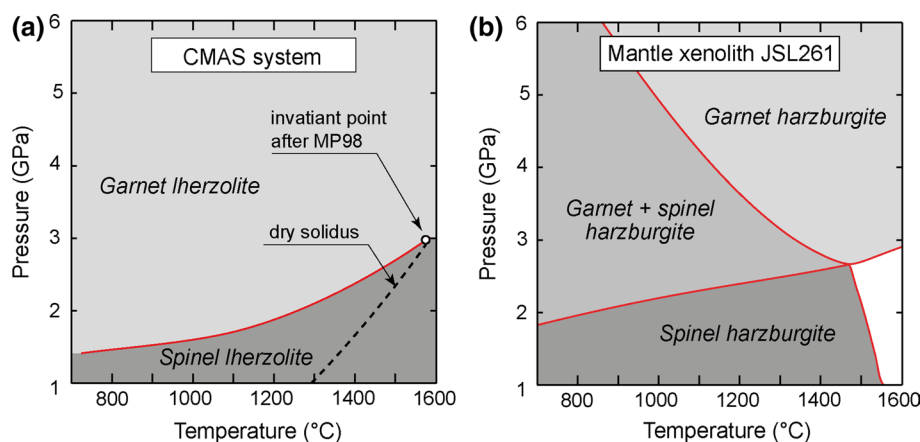 (a)
CMAS system
invatiant point
after MP98
Garnet lherzolite
dry solidus
Spinel lherzolite
Pressure (GPa)
6
5
4
3
2
1
800 1000 1200 1400 1600
Temperature (°C)
(b)
Mantle xenolith JSL261
Garnet harzburgite
Garnet + spinel
harzburgite
Spinel harzburgite
Pressure (GPa)
6
5
4
3
2
1
800 1000 1200 1400 1600
Temperature (°C)